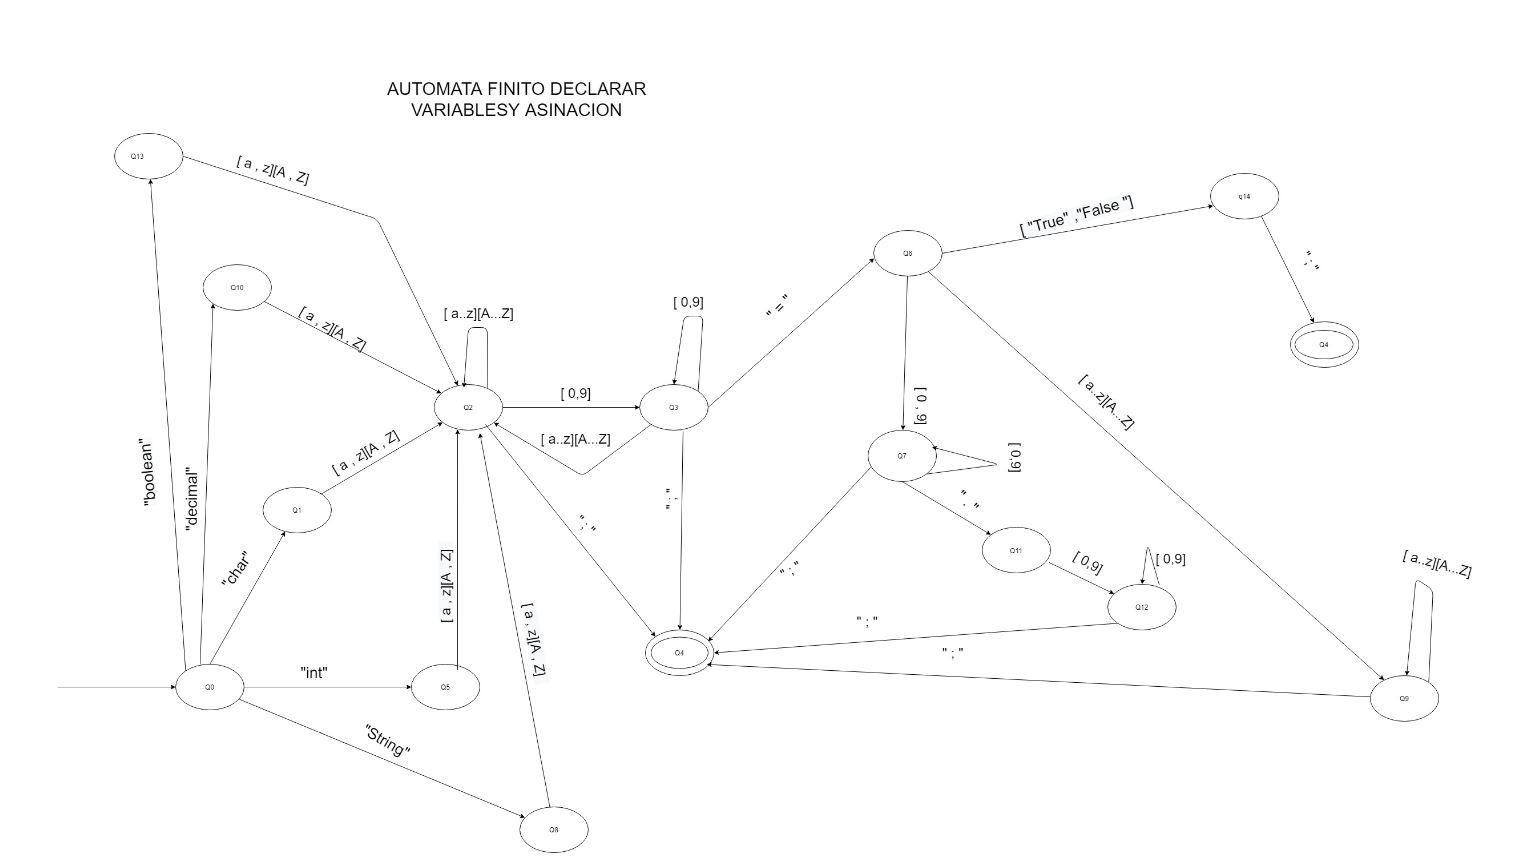 AUTOMATA FINITO DECLARAR
VARIABLESY ASINACION
Q13
[ a , z][A , Z]
q14
[ "True" ,"False "]
Q6
" ; "
Q10
[ a , z][A , Z]
[ a..z][A...Z]
[ 0,9]
" = "
Q4
Q2
[ 0,9]
Q3
[ a..z][A...Z]
[ 0 , 9]
[ a..z][A...Z]
"boolean"
"decimal"
[ a , z][A , Z]
Q7
[ 0,9]
Q1
" ; "
" ; "
" . "
"char"
[ a , z][A , Z]
[ a , z][A , Z]
" ; "
Q11
[ 0,9]
[ 0,9]
Q12
[ a..z][A...Z]
" ; "
" ; "
Q4
Q0
"int"
Q5
Q9
"String"